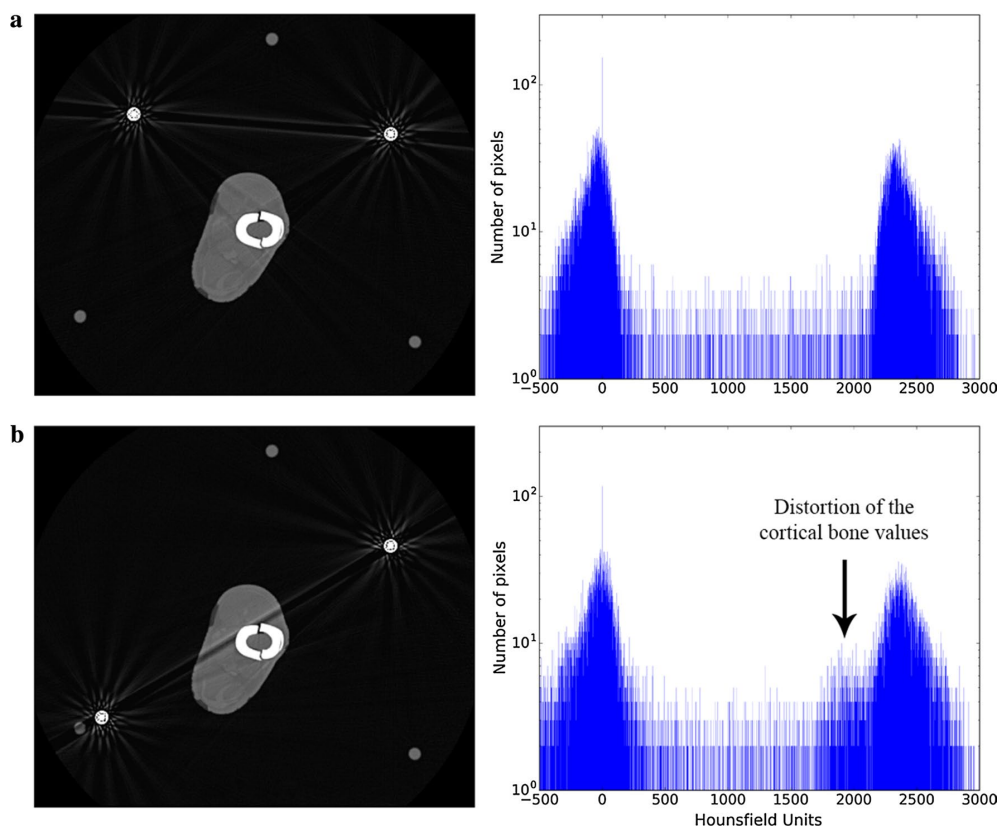 a
Number of pixels
10²
10¹
10⁰
−500 0 500 1000 1500 2000 2500 3000
b
Number of pixels
10²
10¹
10⁰
Distortion of the
cortical bone values
−500 0 500 1000 1500 2000 2500 3000
Hounsfield Units